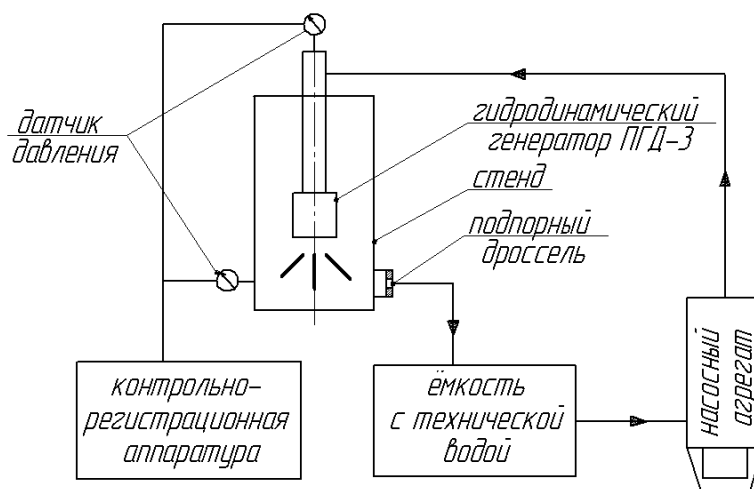 датчик
давления
гидродинамический
генератор ПГД-3
стенд
подпорный
дроссель
контрольно-
регистрационная
аппаратура
ёмкость
с технической
водой
насосный
агрегат